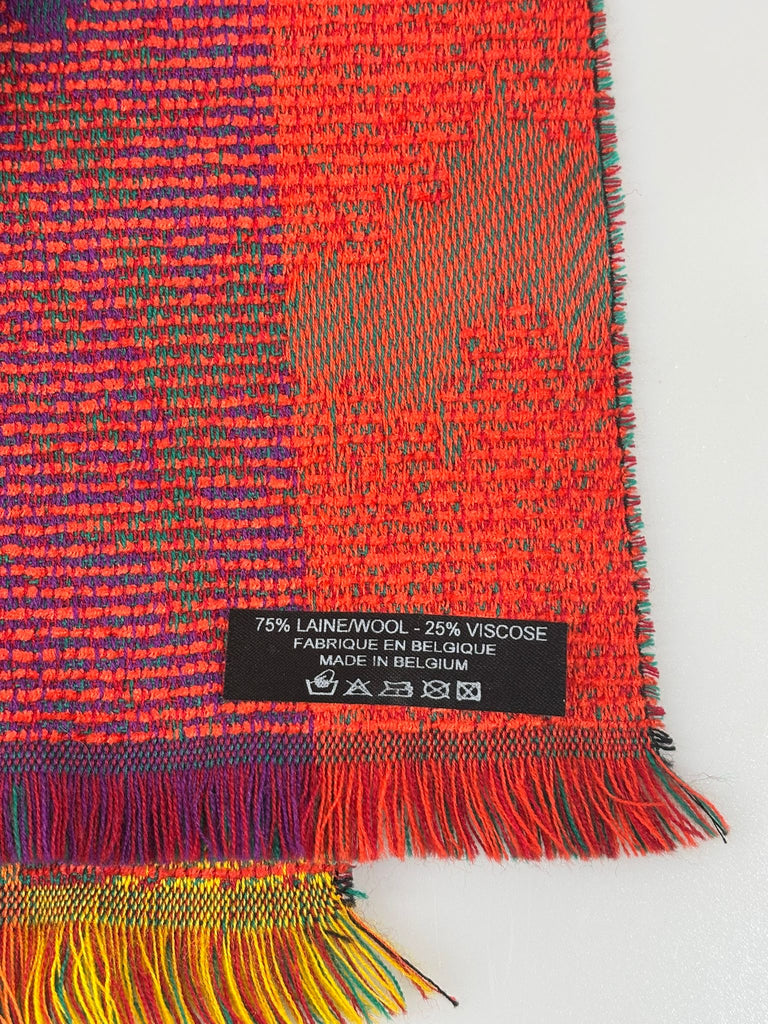 75% LAINE/WOOL - 25% VISCOSE
FABRIQUE EN BELGIQUE
MADE IN BELGIUM